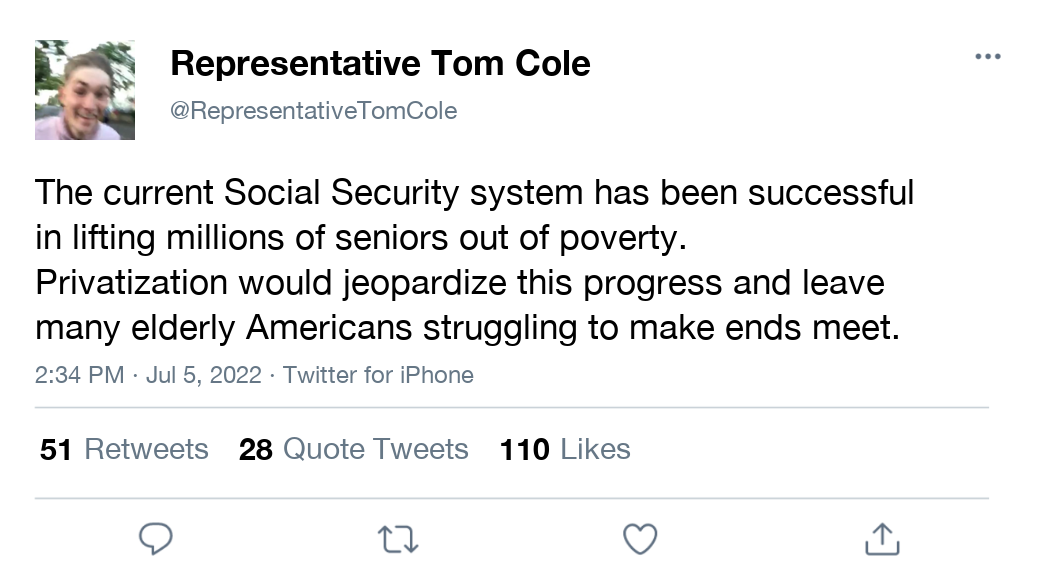 Representative Tom Cole
@RepresentativeTomCole
The current Social Security system has been successful
in lifting millions of seniors out of poverty.
Privatization would jeopardize this progress and leave
many elderly Americans struggling to make ends meet.
2:34 PM · Jul 5, 2022 · Twitter for iPhone
51 Retweets 28 Quote Tweets 110 Likes